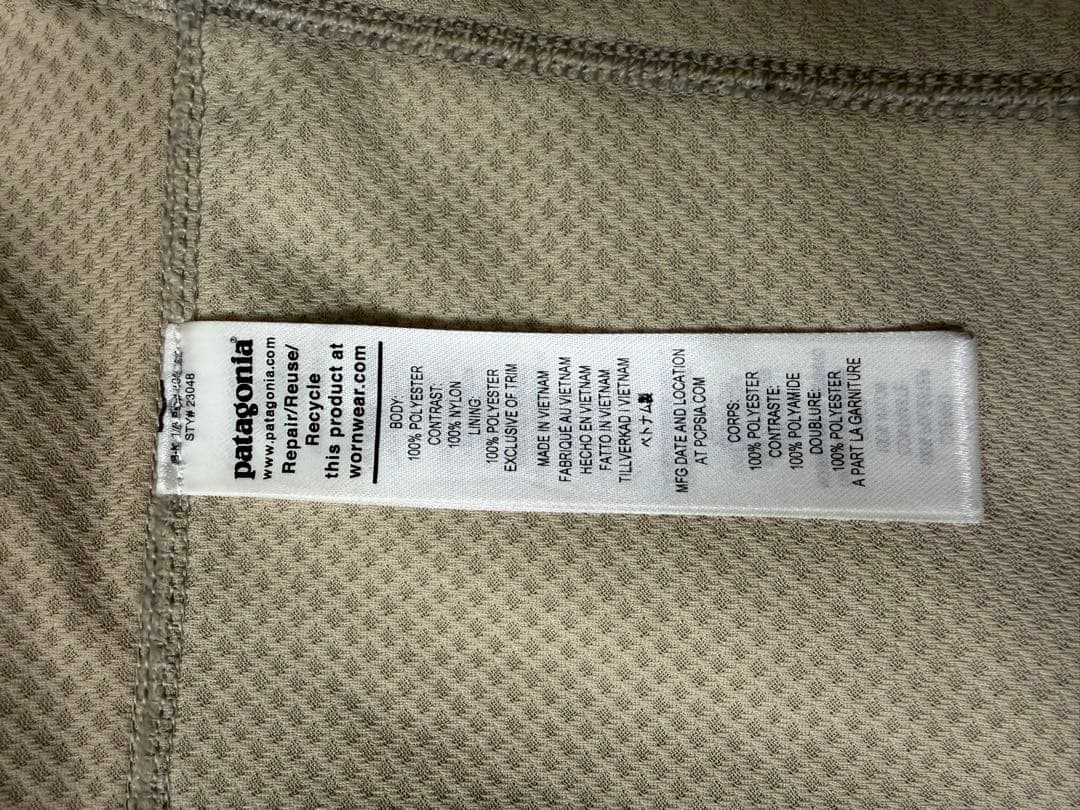 STY# 23048
patagonia®
www.patagonia.com
Repair/Reuse/
Recycle
this product at
wornwear.com
BODY:
100% POLYESTER
CONTRAST:
100% NYLON
LINING:
100% POLYESTER
EXCLUSIVE OF TRIM
MADE IN VIETNAM
FABRIQUÉ AU VIETNAM
HECHO EN VIETNAM
FATTO IN VIETNAM
TILLVERKAD I VIETNAM
ベトナム製
MFG DATE AND LOCATION
AT POPSIA.COM
CORPS:
100% POLYESTER
CONTRASTE:
100% POLYAMIDE
DOUBLURE:
100% POLYESTER
A PART LA GARNITURE